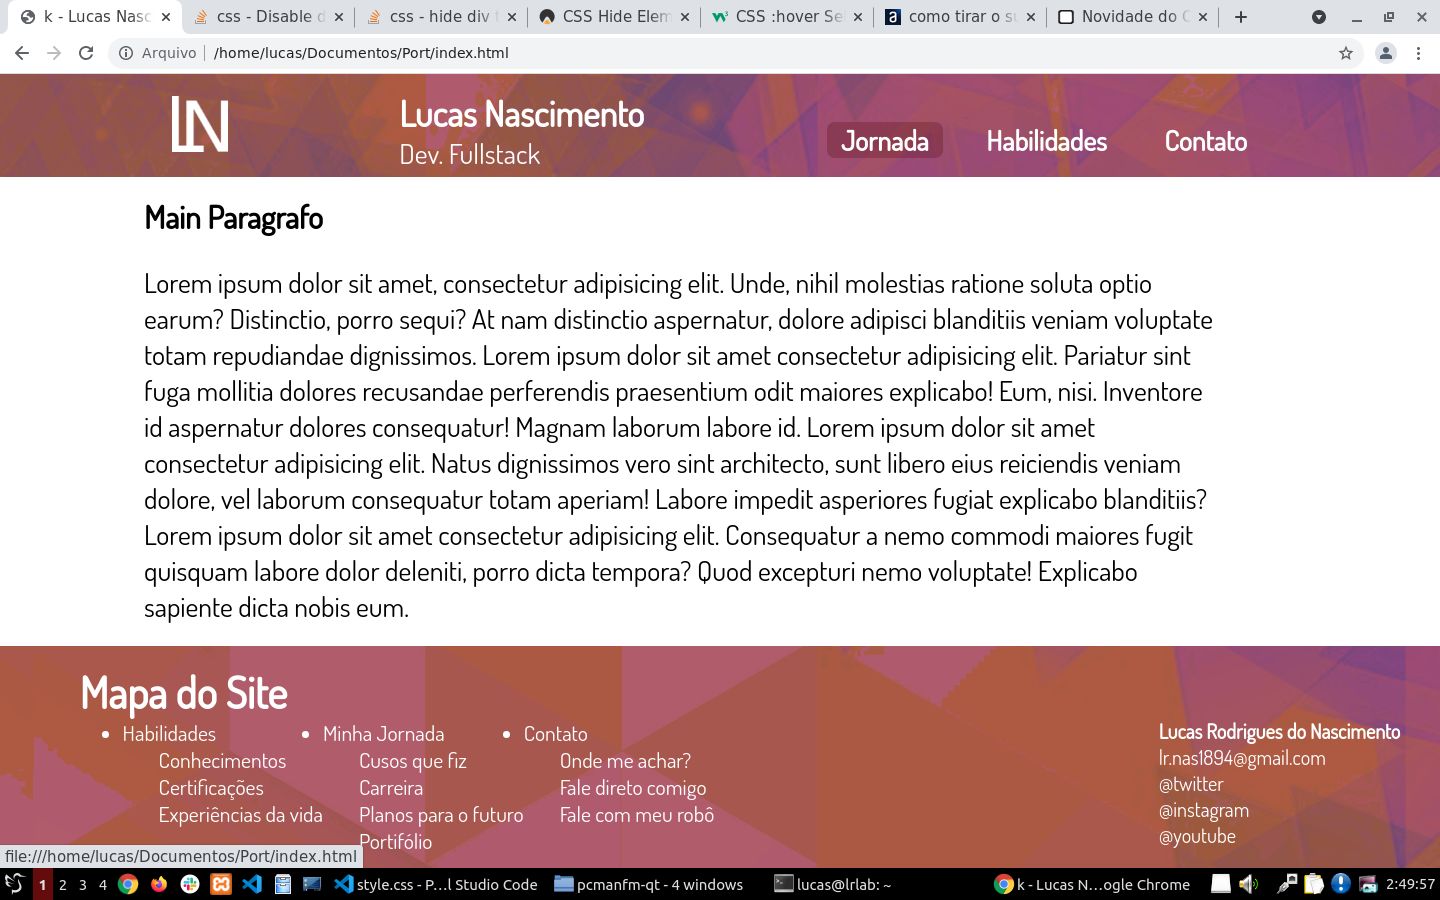 k - Lucas Nasc
css - Disable d
css - hide div t
CSS Hide Elem
CSS :hover Sel
como tirar o su
Novidade do C
Arquivo
/home/lucas/Documentos/Port/index.html
LN
Lucas Nascimento
Dev. Fullstack
Jornada
Habilidades
Contato
Main Paragrafo
Lorem ipsum dolor sit amet, consectetur adipisicing elit. Unde, nihil molestias ratione soluta optio
earum? Distinctio, porro sequi? At nam distinctio aspernatur, dolore adipisci blanditiis veniam voluptate
totam repudiandae dignissimos. Lorem ipsum dolor sit amet consectetur adipisicing elit. Pariatur sint
fuga mollitia dolores recusandae perferendis praesentium odit maiores explicabo! Eum, nisi. Inventore
id aspernatur dolores consequatur! Magnam laborum labore id. Lorem ipsum dolor sit amet
consectetur adipisicing elit. Natus dignissimos vero sint architecto, sunt libero eius reiciendis veniam
dolore, vel laborum consequatur totam aperiam! Labore impedit asperiores fugiat explicabo blanditiis?
Lorem ipsum dolor sit amet consectetur adipisicing elit. Consequatur a nemo commodi maiores fugit
quisquam labore dolor deleniti, porro dicta tempora? Quod excepturi nemo voluptate! Explicabo
sapiente dicta nobis eum.
Mapa do Site
Habilidades
Conhecimentos
Certificações
Experiências da vida
Minha Jornada
Cusos que fiz
Carreira
Planos para o futuro
Portifólio
Contato
Onde me achar?
Fale direto comigo
Fale com meu robô
Lucas Rodrigues do Nascimento
lr.nas1894@gmail.com
@twitter
@instagram
@youtube
file:///home/lucas/Documentos/Port/index.html
1 2 3 4
style.css - P...l Studio Code
pcmanfm-qt - 4 windows
lucas@lrlab: ~
k - Lucas N...ogle Chrome
2:49:57